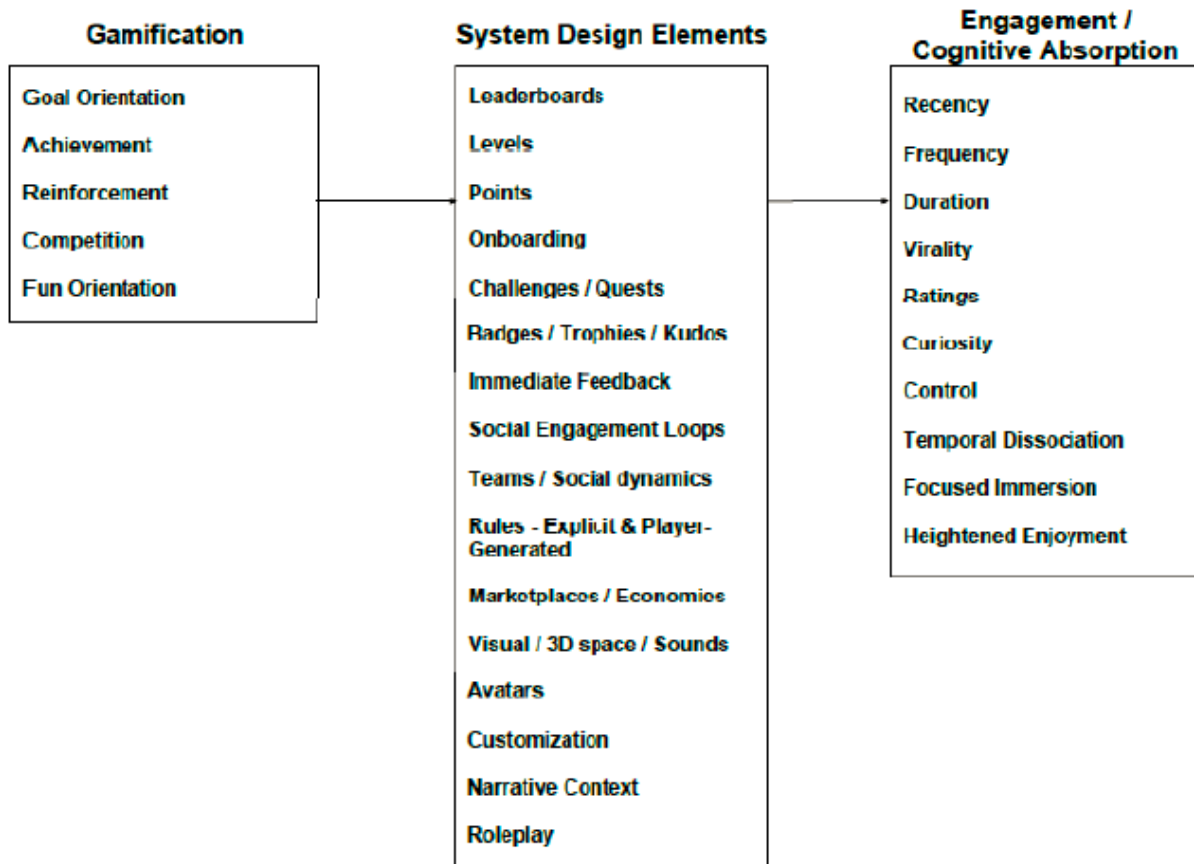 Gamification
Goal Orientation
Achievement
Reinforcement
Competition
Fun Orientation
System Design Elements
Leaderboards
Levels
Points
Onboarding
Challenges / Quests
Badges / Trophies / Kudos
Immediate Feedback
Social Engagement Loops
Teams / Social dynamics
Rules - Explicit & Player-
Generated
Marketplaces / Economies
Visual / 3D space / Sounds
Avatars
Customization
Narrative Context
Roleplay
Engagement /
Cognitive Absorption
Recency
Frequency
Duration
Virality
Ratings
Curiosity
Control
Temporal Dissociation
Focused Immersion
Heightened Enjoyment